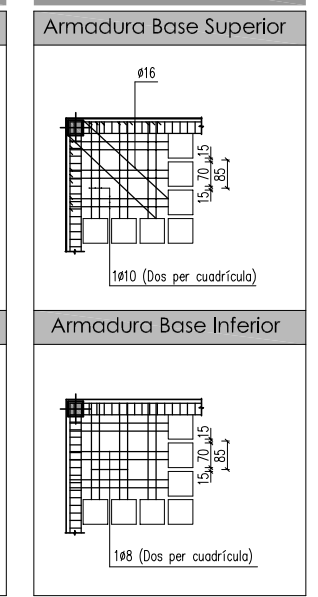 Armadura Base Superior
ø16
15
70
15
85
1ø10 (Dos per cuadrícula)
Armadura Base Inferior
15
70
15
85
1ø8 (Dos per cuadrícula)